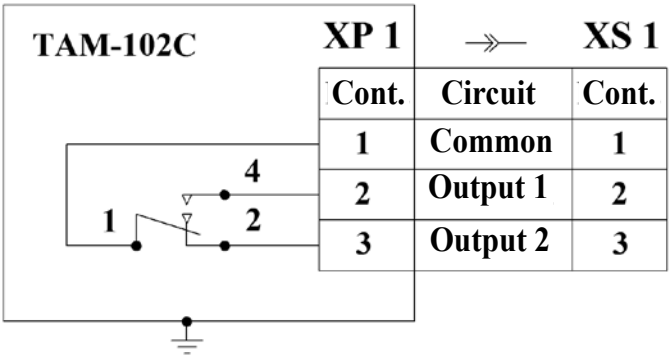 TAM-102C XP 1 XS 1
Cont. Circuit Cont.
1 Common 1
4
2 Output 1 2
1 2
3 Output 2 3